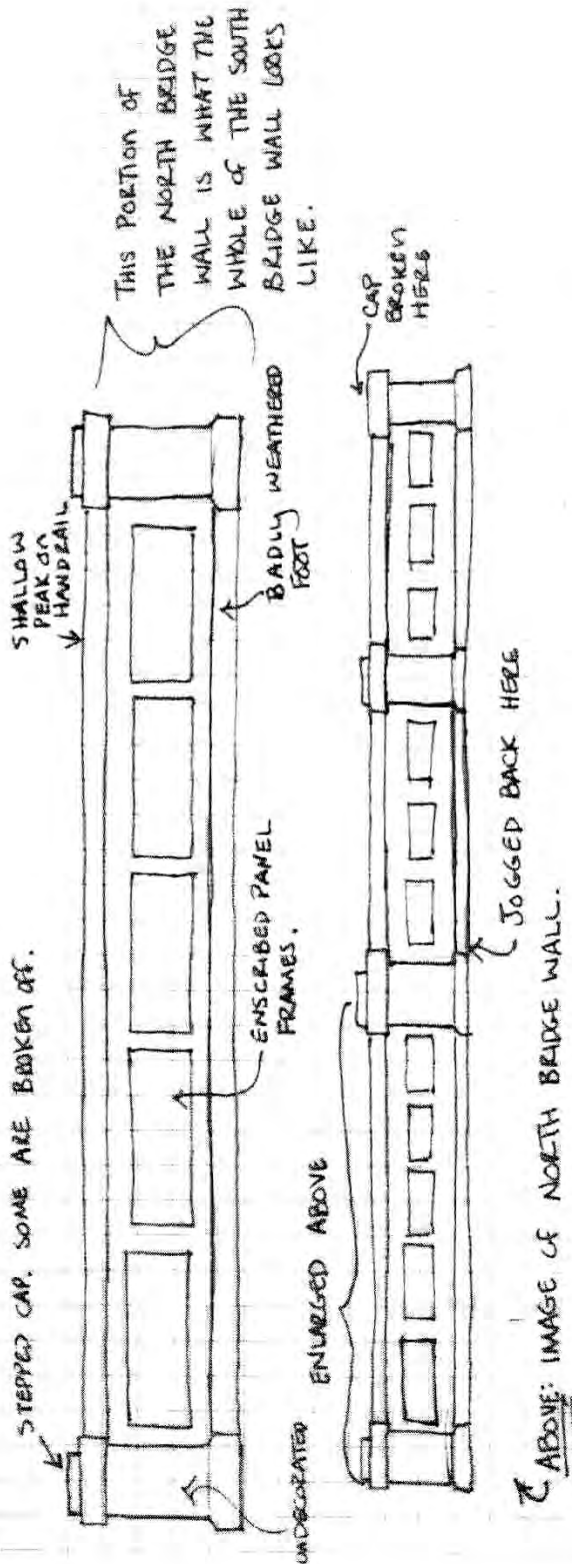 STEPPED CAP. SOME ARE BROKEN OFF.
SHALLOW
PEAK ON
HANDRAIL
THIS PORTION OF
THE NORTH BRIDGE
WALL IS WHAT THE
WHOLE OF THE SOUTH
BRIDGE WALL LOOKS
LIKE.
UNDECORATED
ENSCRIBED PANEL
FRAMES.
BADLY WEATHERED
FOOT
ENLARGED ABOVE
CAP
BROKEN
HERE
JOGGED BACK HERE
ABOVE: IMAGE OF NORTH BRIDGE WALL.